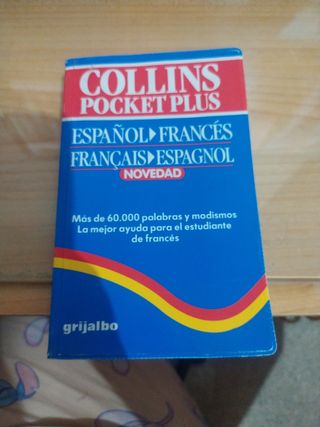 COLLINS
POCKET PLUS
ESPAÑOL▸FRANCÉS
FRANÇAIS▸ESPAGNOL
NOVEDAD
Más de 60.000 palabras y modismos
La mejor ayuda para el estudiante
de francés
grijalbo